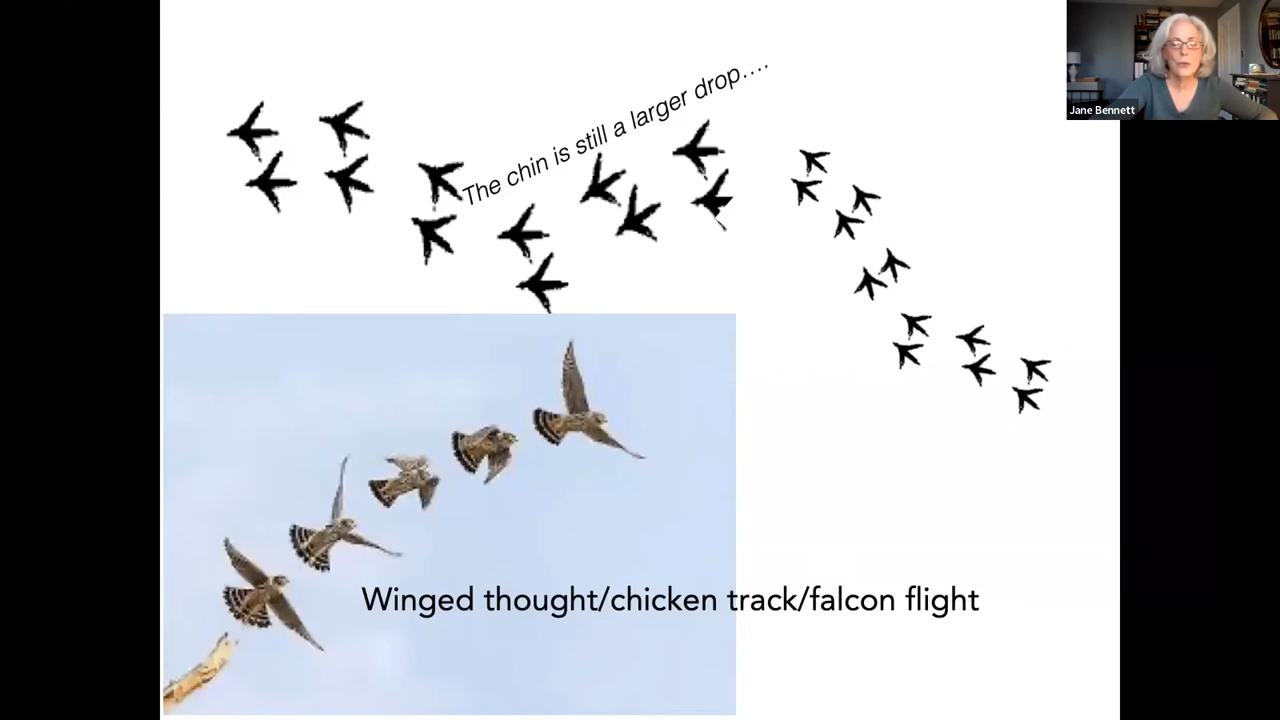 Jane Bennett
The chin is still a larger drop....
Winged thought/chicken track/falcon flight